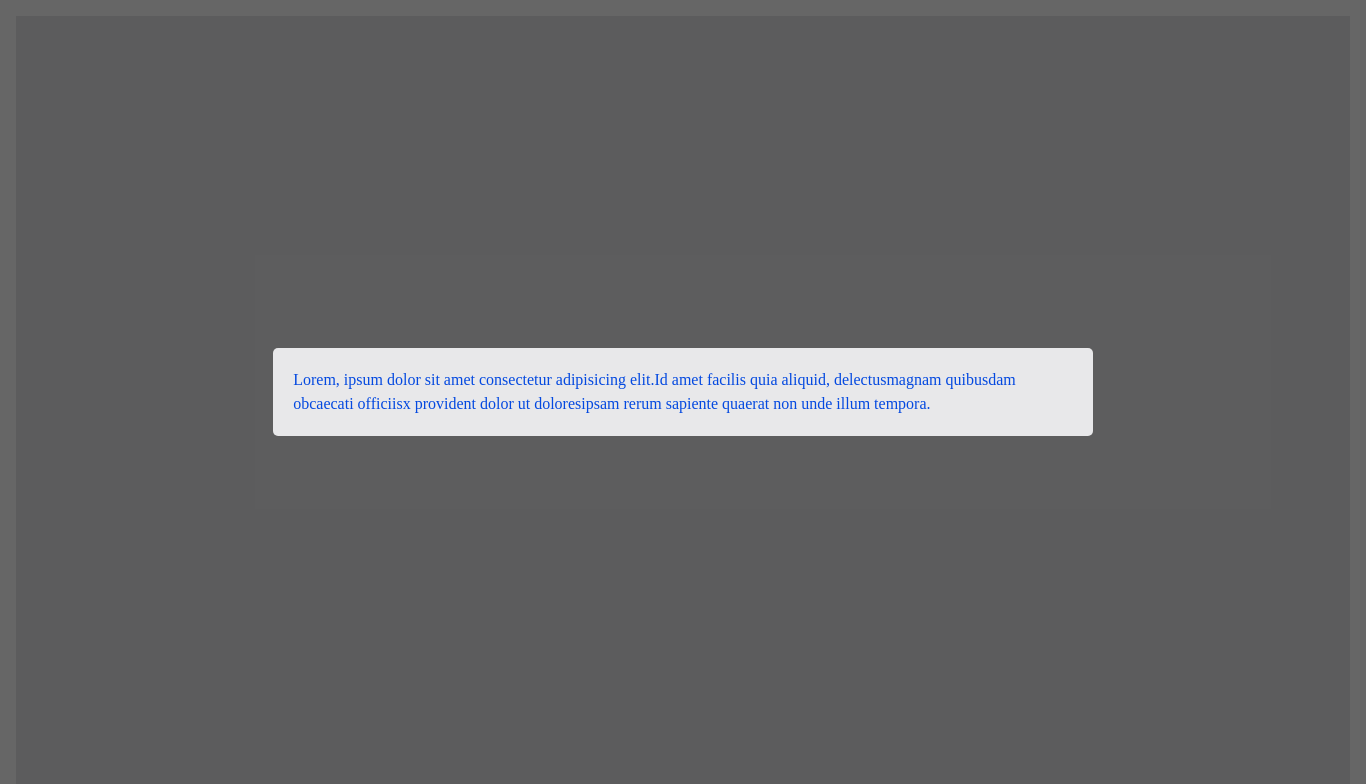 Lorem, ipsum dolor sit amet consectetur adipisicing elit.Id amet facilis quia aliquid, delectusmagnam quibusdam
obcaecati officiisx provident dolor ut doloresipsam rerum sapiente quaerat non unde illum tempora.